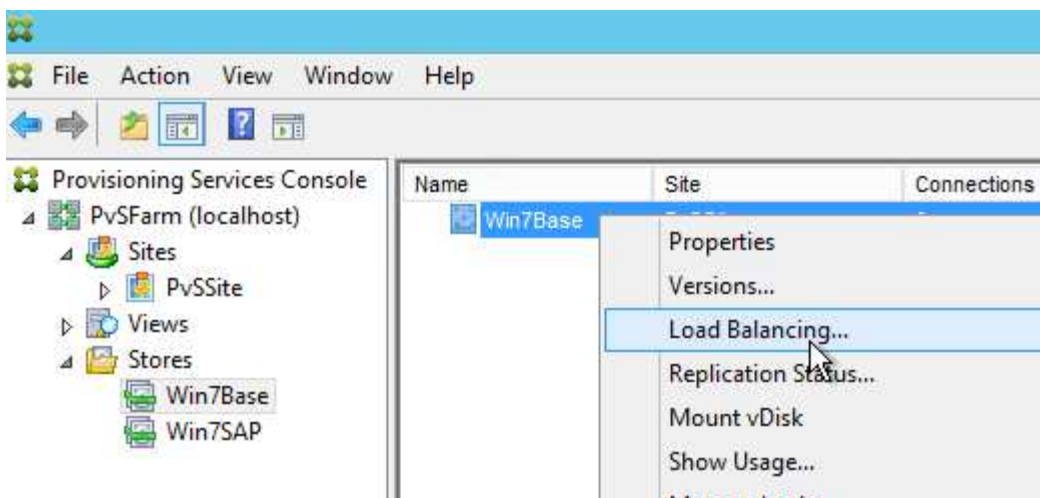 File Action View Window Help
Provisioning Services Console
PvSFarm (localhost)
Sites
PvSSite
Views
Stores
Win7Base
Win7SAP
Name Site Connections
Win7Base
Properties
Versions...
Load Balancing...
Replication Status...
Mount vDisk
Show Usage...